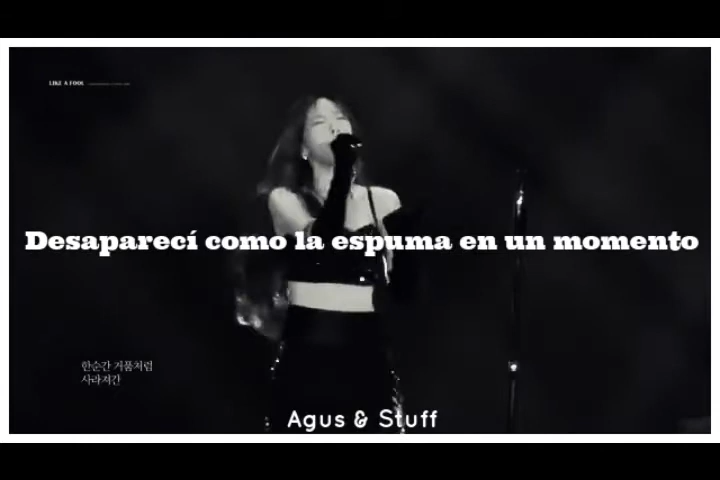 LIKE A FOOL
Desaparecí como la espuma en un momento
한순간 거품처럼
사라져간
Agus & Stuff